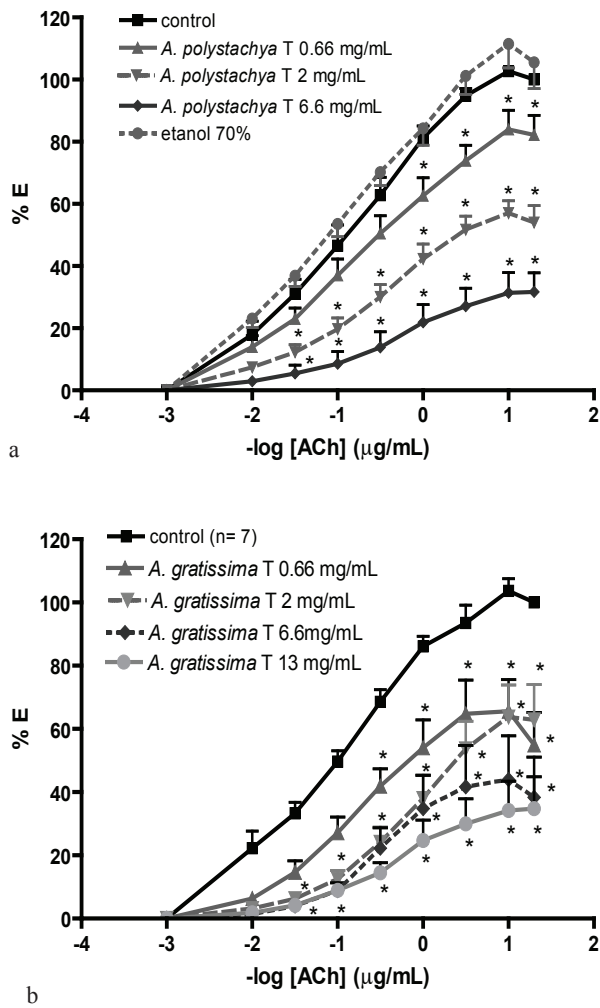 control
A. polystachya T 0.66 mg/mL
A. polystachya T 2 mg/mL
A. polystachya T 6.6 mg/mL
etanol 70%
% E
120
100
80
60
40
20
0
-4 -3 -2 -1 0 1 2
-log [ACh] (μg/mL)
* * * * * * * * * * * * * * * * * *
a
control (n= 7)
A. gratissima T 0.66 mg/mL
A. gratissima T 2 mg/mL
A. gratissima T 6.6mg/mL
A. gratissima T 13 mg/mL
% E
120
100
80
60
40
20
0
-4 -3 -2 -1 0 1 2
-log [ACh] (μg/mL)
b